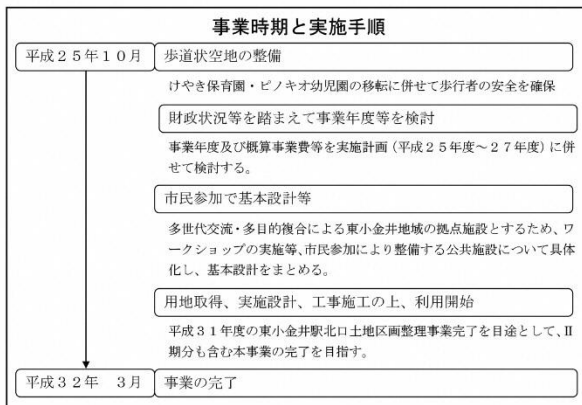 事業時期と実施手順
平成25年10月
歩道状空地の整備
けやき保育園・ピノキオ幼児園の移転に併せて歩行者の安全を確保
財政状況等を踏まえて事業年度等を検討
事業年度及び概算事業費等を実施計画(平成25年度~27年度)に併
せて検討する。
市民参加で基本設計等
多世代交流・多目的複合による東小金井地域の拠点施設とするため、ワ
ークショップの実施等、市民参加により整備する公共施設について具体
化し、基本設計をまとめる。
用地取得、実施設計、工事施工の上、利用開始
平成31年度の東小金井駅北口土地区画整理事業完了を目途として、Ⅱ
期分も含む本事業の完了を目指す。
平成32年 3月
事業の完了